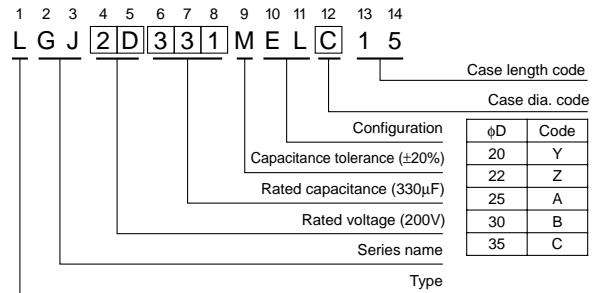 1 2 3 4 5 6 7 8 9 10 11 12 13 14
L G J 2 D 3 3 1 M E L C 1 5
Case length code
Case dia. code
Configuration
Capacitance tolerance (±20%)
Rated capacitance (330µF)
Rated voltage (200V)
Series name
Type
ϕD Code
20 Y
22 Z
25 A
30 B
35 C